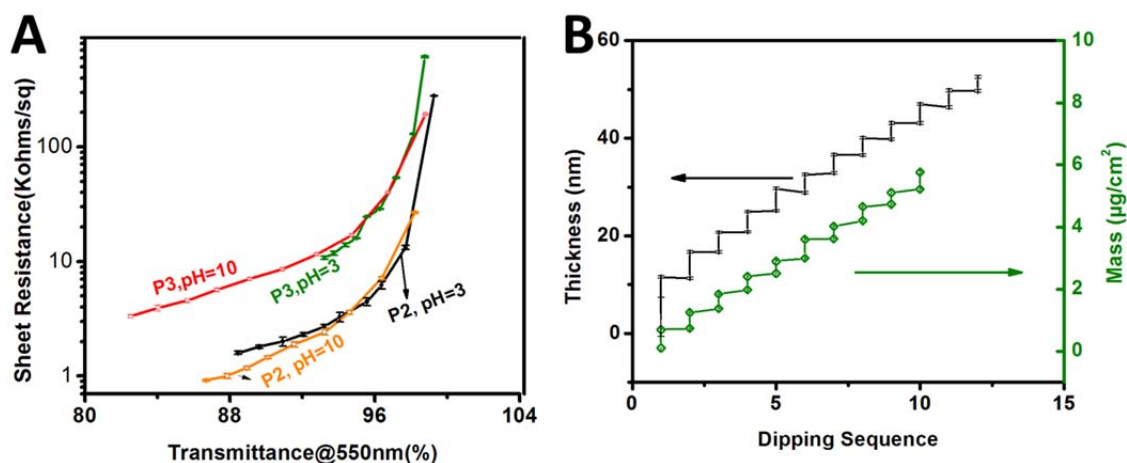 A
Sheet Resistance(Kohms/sq)
100
10
1
P3,pH=10
P3,pH=3
P2, pH=3
P2, pH=10
80
88
96
104
Transmittance@550nm(%)
B
Thickness (nm)
60
40
20
0
10
8
6
4
2
0
Mass (µg/cm²)
0
5
10
15
Dipping Sequence